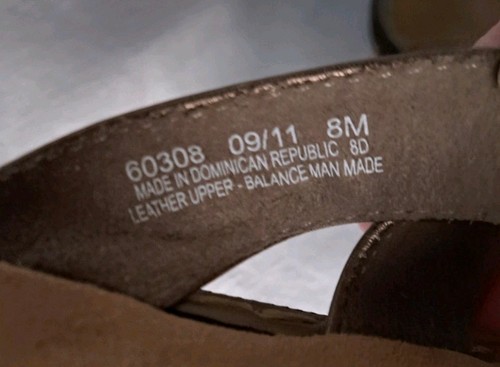 60308 09/11 8M
MADE IN DOMINICAN REPUBLIC 8D
LEATHER UPPER - BALANCE MAN MADE